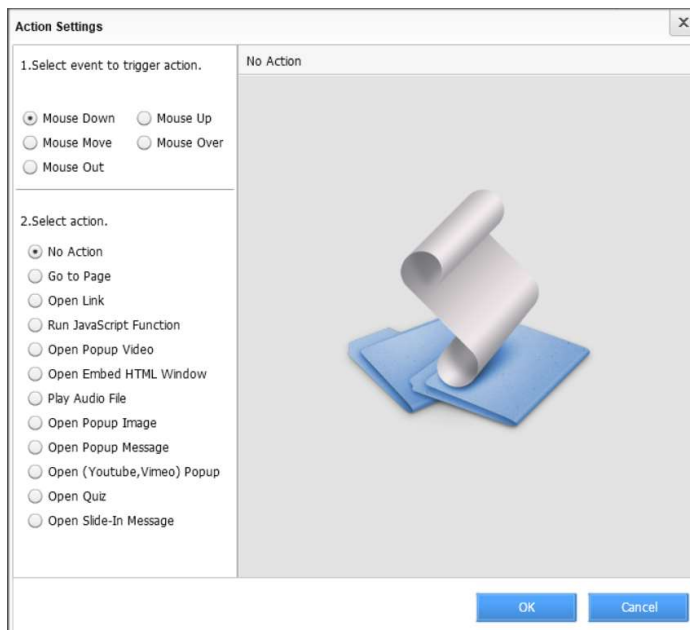 Action Settings
1.Select event to trigger action.
No Action
Mouse Down
Mouse Up
Mouse Move
Mouse Over
Mouse Out
2.Select action.
No Action
Go to Page
Open Link
Run JavaScript Function
Open Popup Video
Open Embed HTML Window
Play Audio File
Open Popup Image
Open Popup Message
Open (Youtube,Vimeo) Popup
Open Quiz
Open Slide-In Message
OK
Cancel